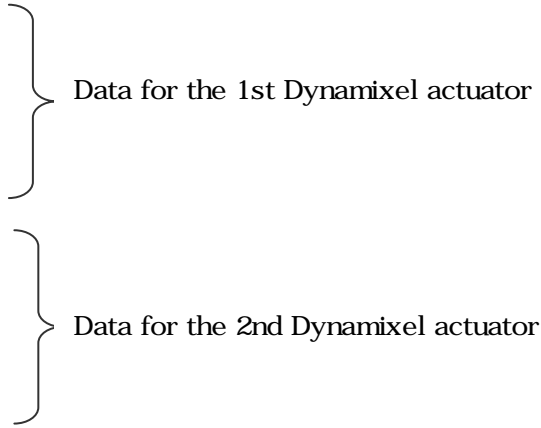 Data for the 1st Dynamixel actuator
Data for the 2nd Dynamixel actuator